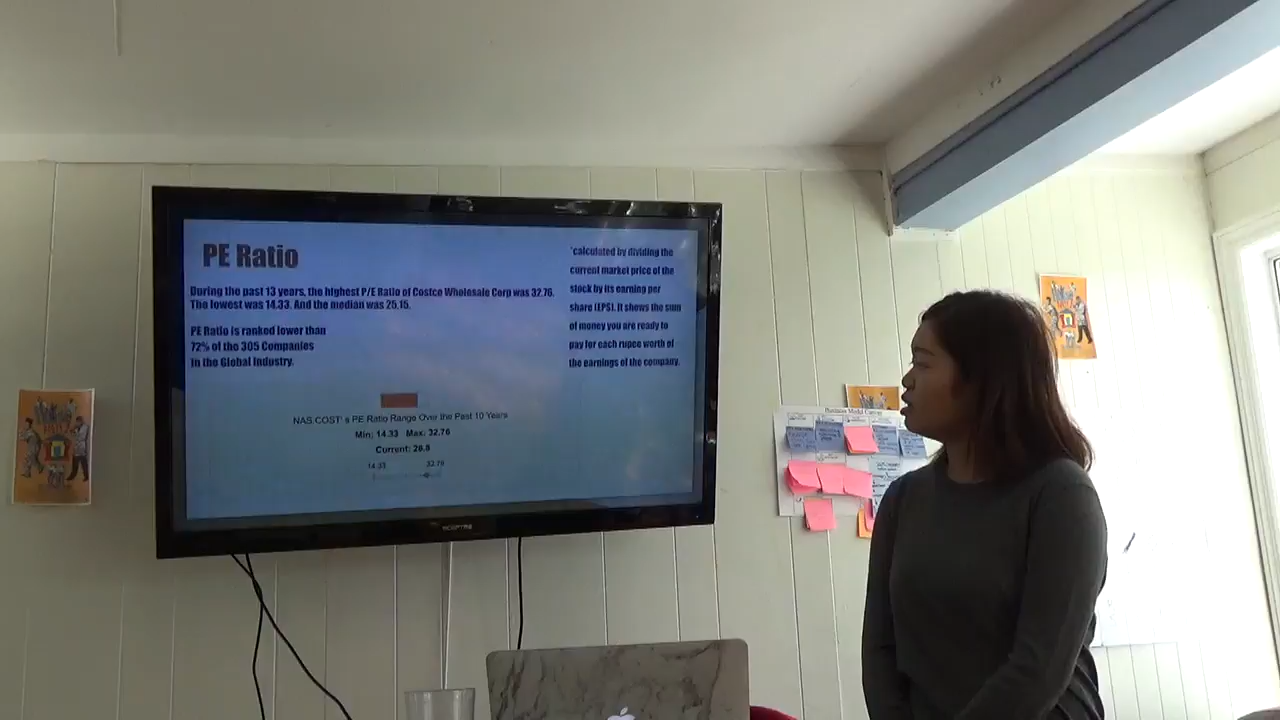 PE Ratio
During the past 13 years, the highest P/E Ratio of Costco Wholesale Corp was 32.76.
The lowest was 14.33. And the median was 25.15.
PE Ratio is ranked lower than
72% of the 305 Companies
in the Global Industry.
*calculated by dividing the
current market price of the
stock by its earning per
share (EPS). It shows the sum
of money you are ready to
pay for each rupee worth of
the earnings of the company.
NAS:COST' s PE Ratio Range Over the Past 10 Years
Min: 14.33 Max: 32.76
Current: 28.8
14.33 32.76
SCEPTRE
Business Model Canvas